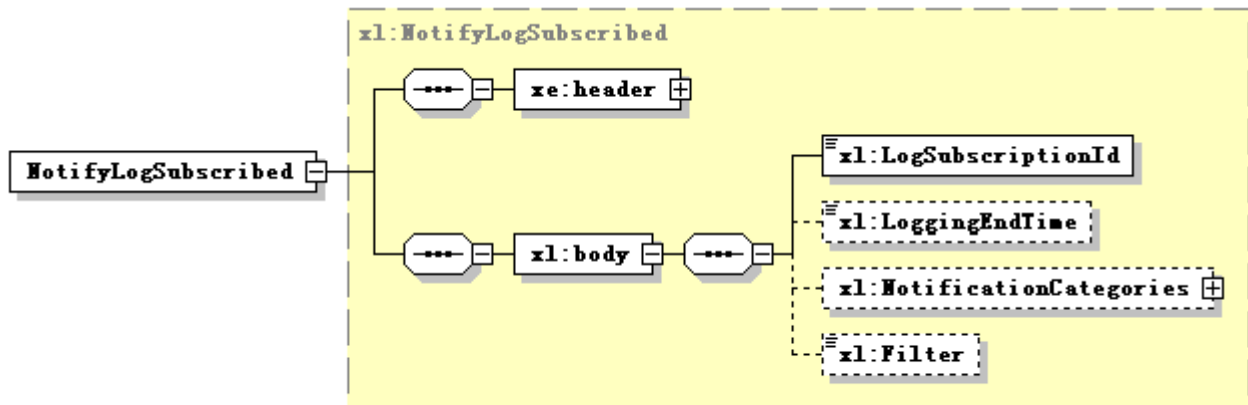 xl:NotifyLogSubscribed
xe:header
NotifyLogSubscribed
xl:LogSubscriptionId
xl:LoggingEndTime
xl:body
xl:NotificationCategories
xl:Filter